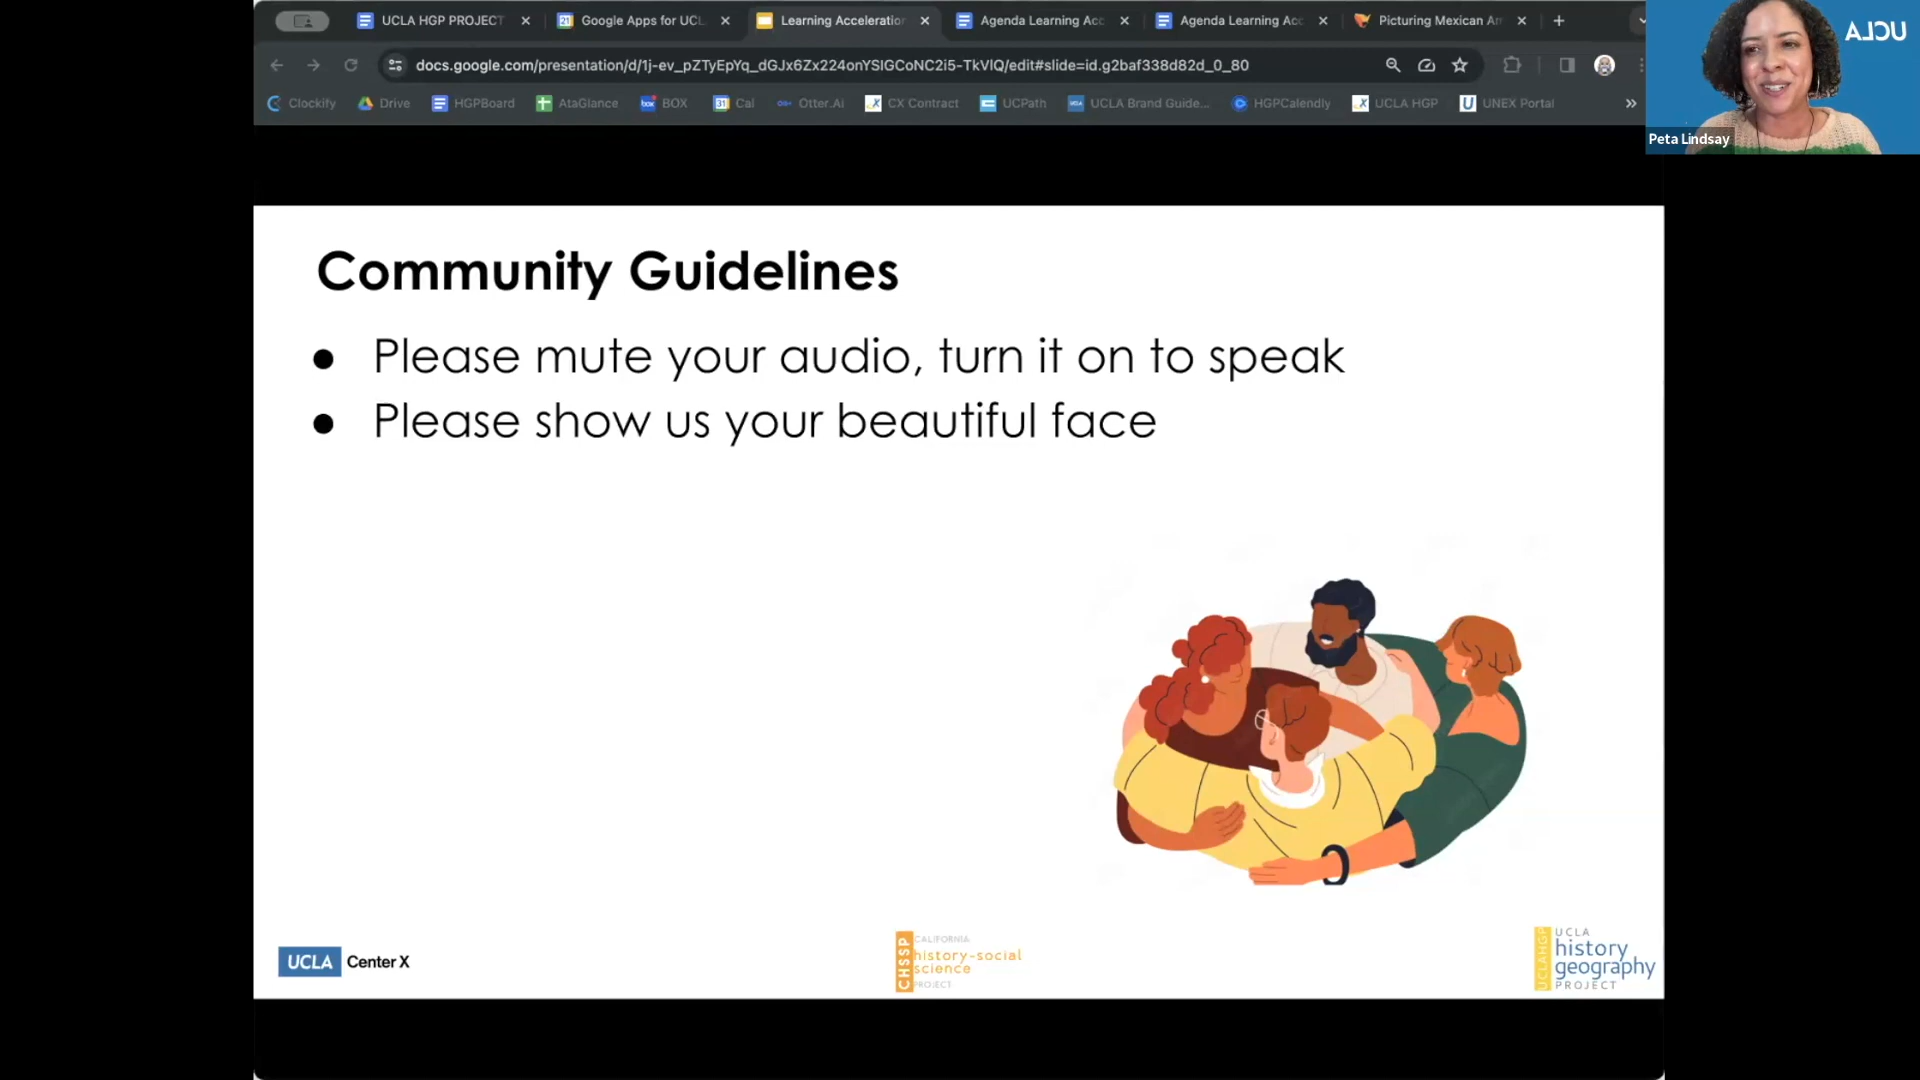 UCLA HGP PROJECT
Google Apps for UCL
Learning Acceleratio
Agenda Learning Acc
Agenda Learning Acc
Picturing Mexican Am
docs.google.com/presentation/d/1j-ev_pZTyEpYq_dGJx6Zx224onYSIGCoNC2i5-TkVIQ/edit#slide=id.g2baf338d82d_0_80
Clockify
Drive
HGPBoard
AtaGlance
BOX
Cal
Otter.Ai
CX Contract
UCPath
UCLA Brand Guide...
HGPCalendly
UCLA HGP
UNEX Portal
UCLA
Peta Lindsay
Community Guidelines
● Please mute your audio, turn it on to speak
● Please show us your beautiful face
UCLA Center X
CHSSP
CALIFORNIA
history-social
science
PROJECT
UCLAHGP
UCLA
history
geography
PROJECT